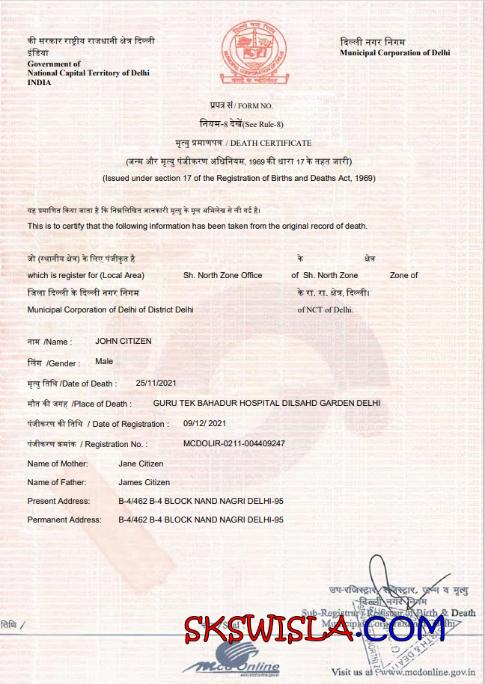 की सरकार राष्ट्रीय राजधानी क्षेत्र दिल्ली
इंडिया
Government of
National Capital Territory of Delhi
INDIA
दिल्ली नगर निगम
Municipal Corporation of Delhi
प्रपत्र सं / FORM NO.
नियम-8 देखें(See Rule-8)
मृत्यु प्रमाणपत्र / DEATH CERTIFICATE
(जन्म और मृत्यु पंजीकरण अधिनियम, 1969 की धारा 17 के तहत जारी)
(Issued under section 17 of the Registration of Births and Deaths Act, 1969)
यह प्रमाणित किया जाता है कि निम्नलिखित जानकारी मृत्यु के मूल अभिलेख से ली गई है।
This is to certify that the following information has been taken from the original record of death.
जो (स्थानीय क्षेत्र) के लिए पंजीकृत है के क्षेत्र
which is register for (Local Area) Sh. North Zone Office of Sh. North Zone Zone of
जिला दिल्ली के दिल्ली नगर निगम के रा. रा. क्षेत्र, दिल्ली।
Municipal Corporation of Delhi of District Delhi of NCT of Delhi.
नाम /Name : JOHN CITIZEN
लिंग /Gender : Male
मृत्यु तिथि /Date of Death : 25/11/2021
मौत की जगह /Place of Death : GURU TEK BAHADUR HOSPITAL DILSAHD GARDEN DELHI
पंजीकरण की तिथि / Date of Registration : 09/12/ 2021
पंजीकरण क्रमांक / Registration No. : MCDOLIR-0211-004409247
Name of Mother: Jane Citizen
Name of Father: James Citizen
Present Address: B-4/462 B-4 BLOCK NAND NAGRI DELHI-95
Permanent Address: B-4/462 B-4 BLOCK NAND NAGRI DELHI-95
उप-रजिस्ट्रार/रजिस्ट्रार, जन्म व मृत्यु
दिल्ली नगर निगम
Sub-Registrar / Registrar of Birth & Death
तिथि /
SKSWISLA.COM
mcd Online
Visit us at : www.mcdonline.gov.in